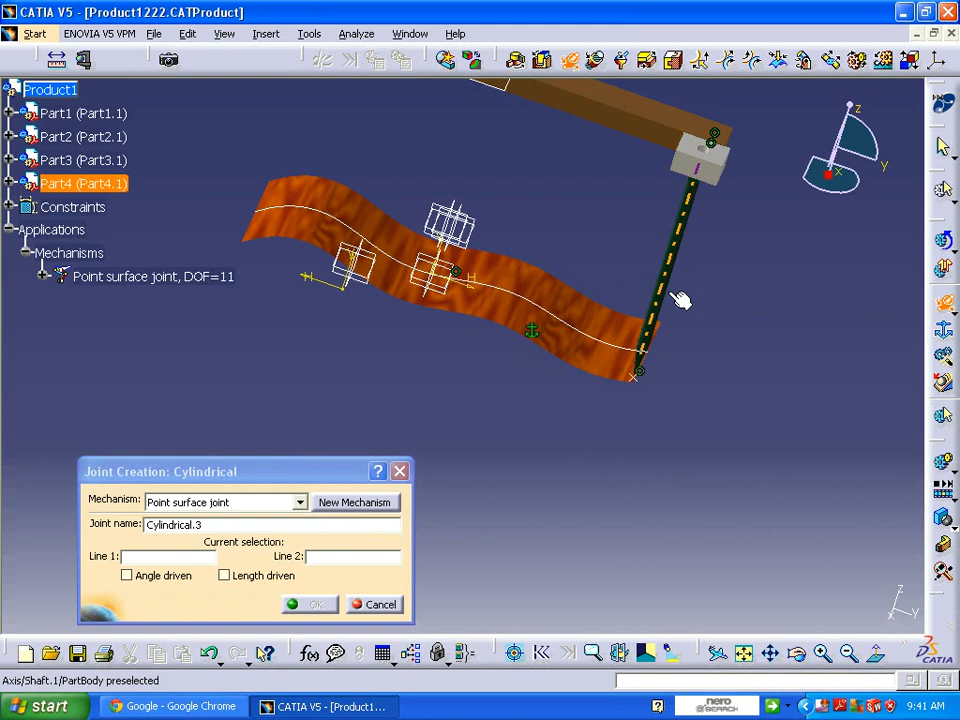 CATIA V5 - [Product1222.CATProduct]
Start ENOVIA V5 VPM File Edit View Insert Tools Analyze Window Help
Product1
Part1 (Part1.1)
Part2 (Part2.1)
Part3 (Part3.1)
Part4 (Part4.1)
Constraints
Applications
Mechanisms
Point surface joint, DOF=11
z
y
x
H
H
Joint Creation: Cylindrical
?
Mechanism: Point surface joint New Mechanism
Joint name: Cylindrical.3
Current selection:
Line 1: Line 2:
Angle driven Length driven
OK Cancel
z
x y
f(x)
CATIA
Axis/Shaft.1/PartBody preselected
start Google - Google Chrome CATIA V5 - [Product1... ? nero SEARCH 9:41 AM